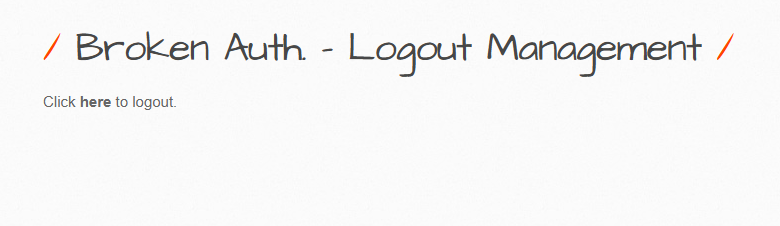 / Broken Auth. - Logout Management /
Click here to logout.